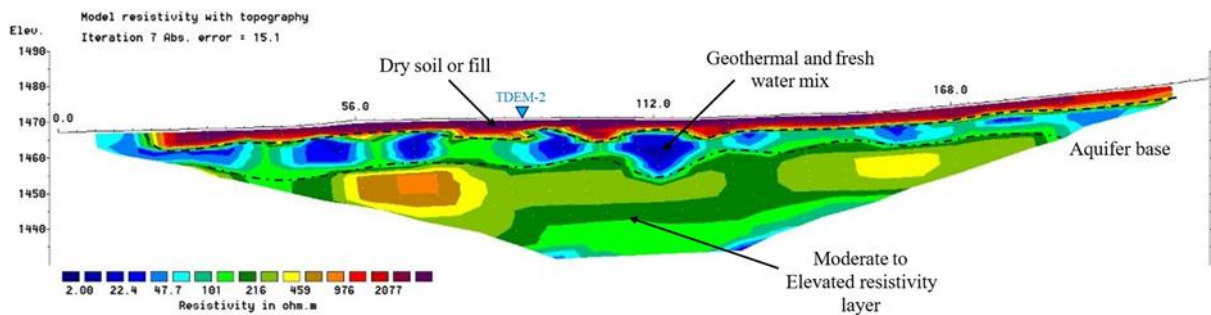 Model resistivity with topography
Iteration 7 Abs. error = 15.1
Elev.
1490
1480
1470
1460
1450
1440
Dry soil or fill
Geothermal and fresh
water mix
TDEM-2
0.0
56.0
112.0
168.0
Aquifer base
Moderate to
Elevated resistivity
layer
2.00 22.4 47.7 101 216 459 976 2077
Resistivity in ohm.m